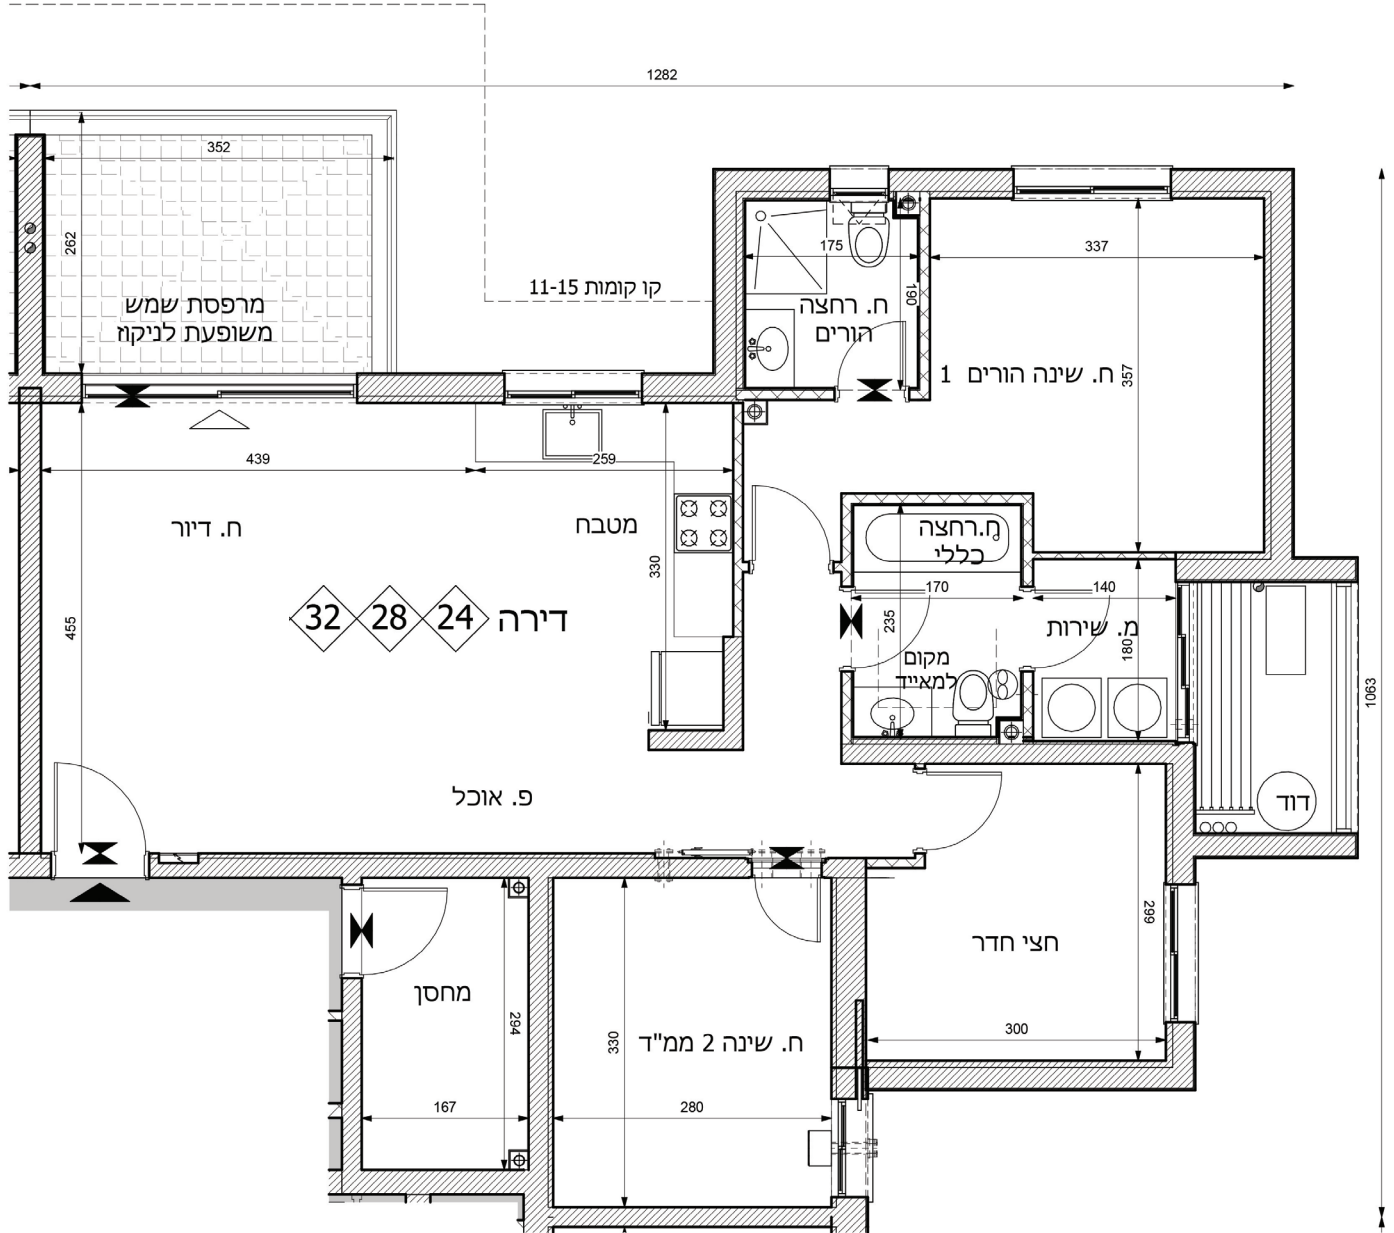 1282
352
262
מרפסת שמש
משופעת לניקוז
קו קומות 11-15
175
190
ח. רחצה
הורים
337
357
ח. שינה הורים 1
439
259
ח. דיור
מטבח
330
455
דירה 24 28 32
ח.רחצה
כללי
170
235
140
180
מ. שירות
מקום
למאייד
1063
דוד
פ. אוכל
299
חצי חדר
300
מחסן
294
167
330
ח. שינה 2 ממ"ד
280